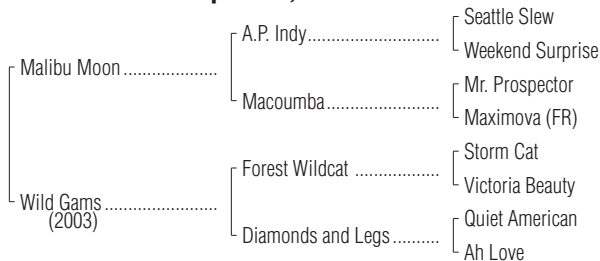 Malibu Moon
A.P. Indy
Seattle Slew
Weekend Surprise
Macoumba
Mr. Prospector
Maximova (FR)
Wild Gams
(2003)
Forest Wildcat
Storm Cat
Victoria Beauty
Diamonds and Legs
Quiet American
Ah Love